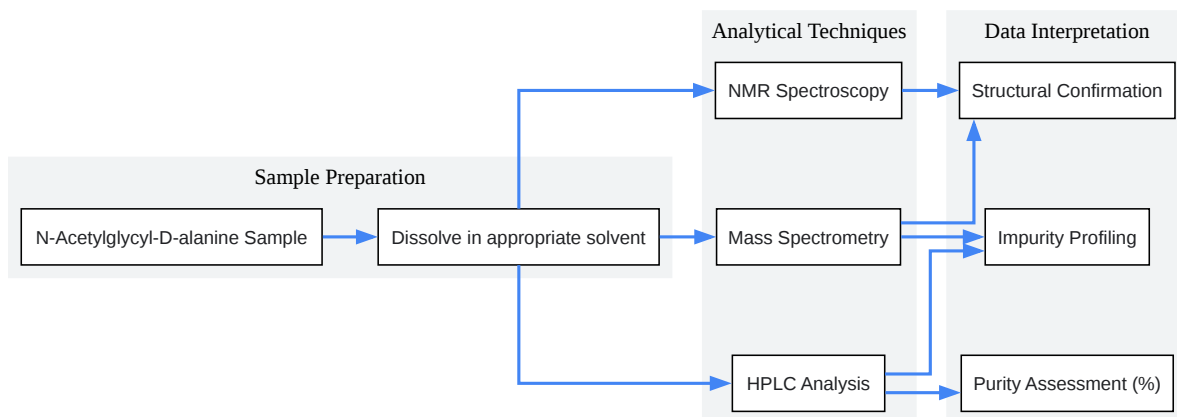 Analytical Techniques
Data Interpretation
NMR Spectroscopy
Structural Confirmation
Sample Preparation
N-Acetylglycyl-D-alanine Sample
Dissolve in appropriate solvent
Mass Spectrometry
Impurity Profiling
HPLC Analysis
Purity Assessment (%)